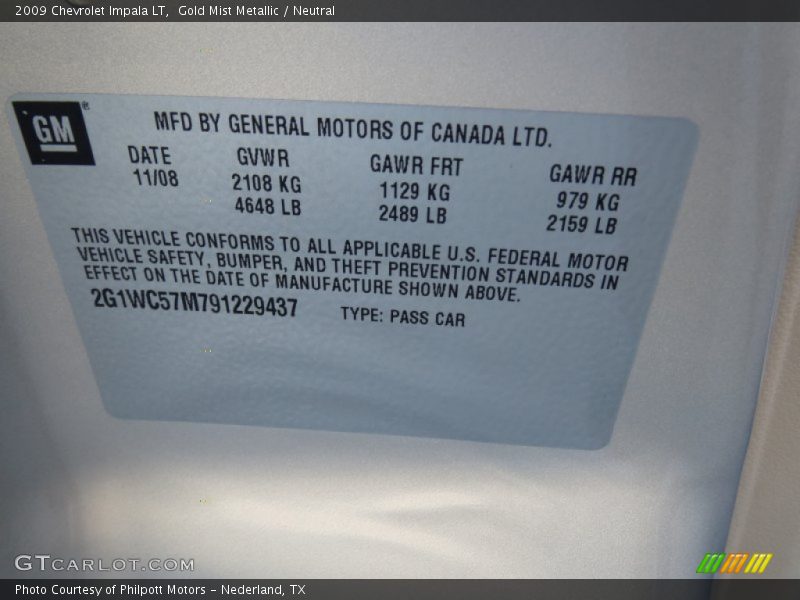 2009 Chevrolet Impala LT,  Gold Mist Metallic / Neutral
GM®
MFD BY GENERAL MOTORS OF CANADA LTD.
DATE GVWR GAWR FRT GAWR RR
11/08 2108 KG 1129 KG 979 KG
4648 LB 2489 LB 2159 LB
THIS VEHICLE CONFORMS TO ALL APPLICABLE U.S. FEDERAL MOTOR
VEHICLE SAFETY, BUMPER, AND THEFT PREVENTION STANDARDS IN
EFFECT ON THE DATE OF MANUFACTURE SHOWN ABOVE.
2G1WC57M791229437 TYPE: PASS CAR
GTCARLOT.COM
Photo Courtesy of Philpott Motors - Nederland, TX